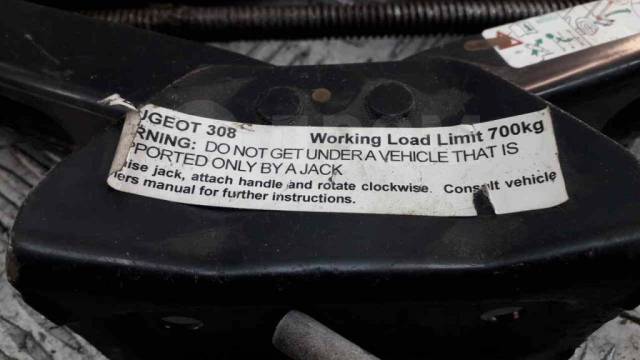 UGEOT 308 Working Load Limit 700kg
RNING: DO NOT GET UNDER A VEHICLE THAT IS
PPORTED ONLY BY A JACK
aise jack, attach handle and rotate clockwise. Consult vehicle
ers manual for further instructions.